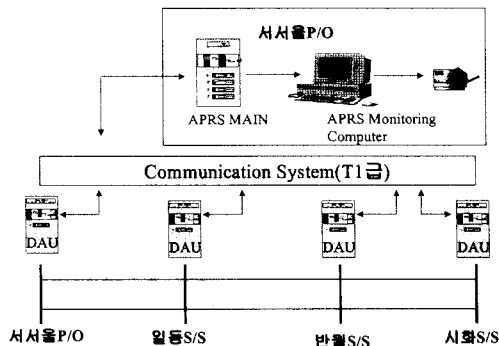 서서울P/O
APRS MAIN
APRS Monitoring
Computer
Communication System(T1급)
DAU
DAU
DAU
DAU
서서울P/O
일동S/S
반월S/S
시화S/S